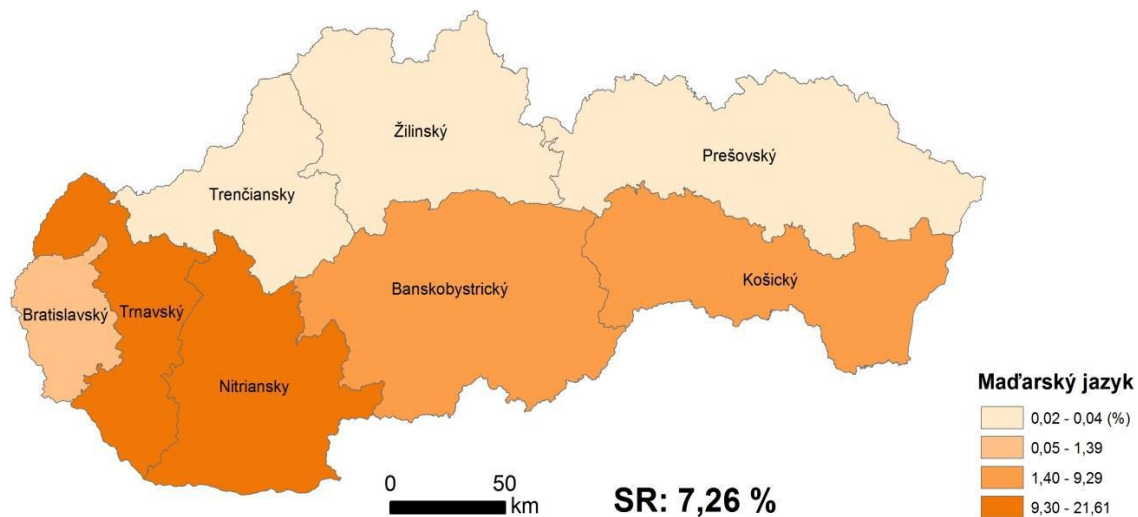 Žilinský
Prešovský
Trenčiansky
Košický
Banskobystrický
Bratislavský
Trnavský
Nitriansky
Maďarský jazyk
0,02 - 0,04 (%)
0,05 - 1,39
1,40 - 9,29
9,30 - 21,61
0 50
km
SR: 7,26 %